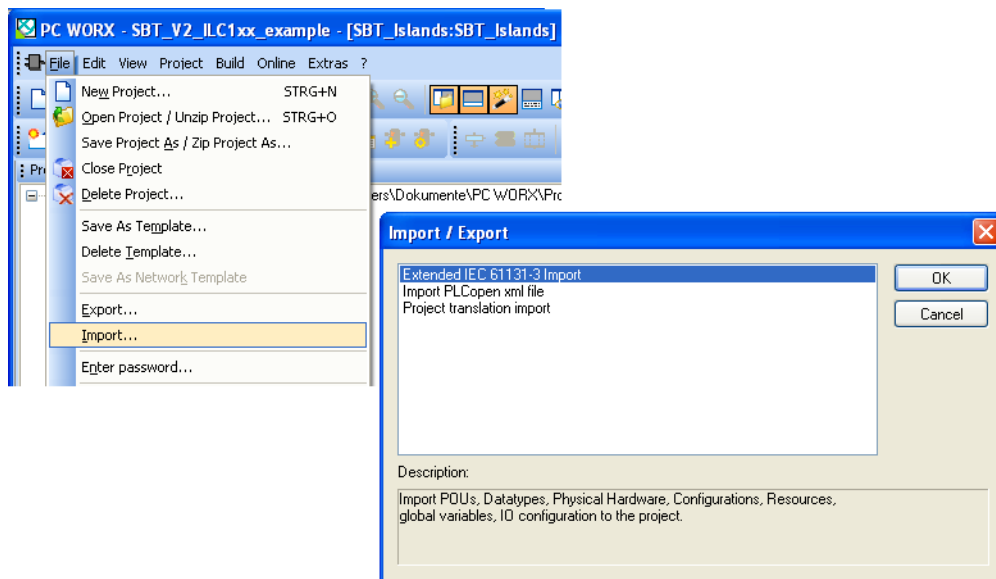 PC WORX - SBT_V2_ILC1xx_example - [SBT_Islands:SBT_Islands]
File Edit View Project Build Online Extras ?
New Project... STRG+N
Open Project / Unzip Project... STRG+O
Save Project As / Zip Project As...
Close Project
Delete Project...
ers\Dokumente\PC WORX\Pro
Save As Template...
Delete Template...
Save As Network Template
Export...
Import...
Enter password...
Import / Export
Extended IEC 61131-3 Import
Import PLCopen xml file
Project translation import
OK
Cancel
Description:
Import POUs, Datatypes, Physical Hardware, Configurations, Resources,
global variables, IO configuration to the project.